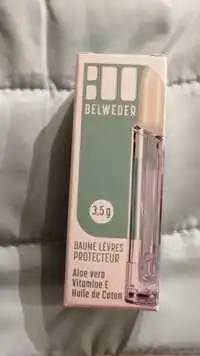 BELWEDER
3,5 g
BAUME LÈVRES
PROTECTEUR
Aloe vera
Vitamine E
Huile de Coton